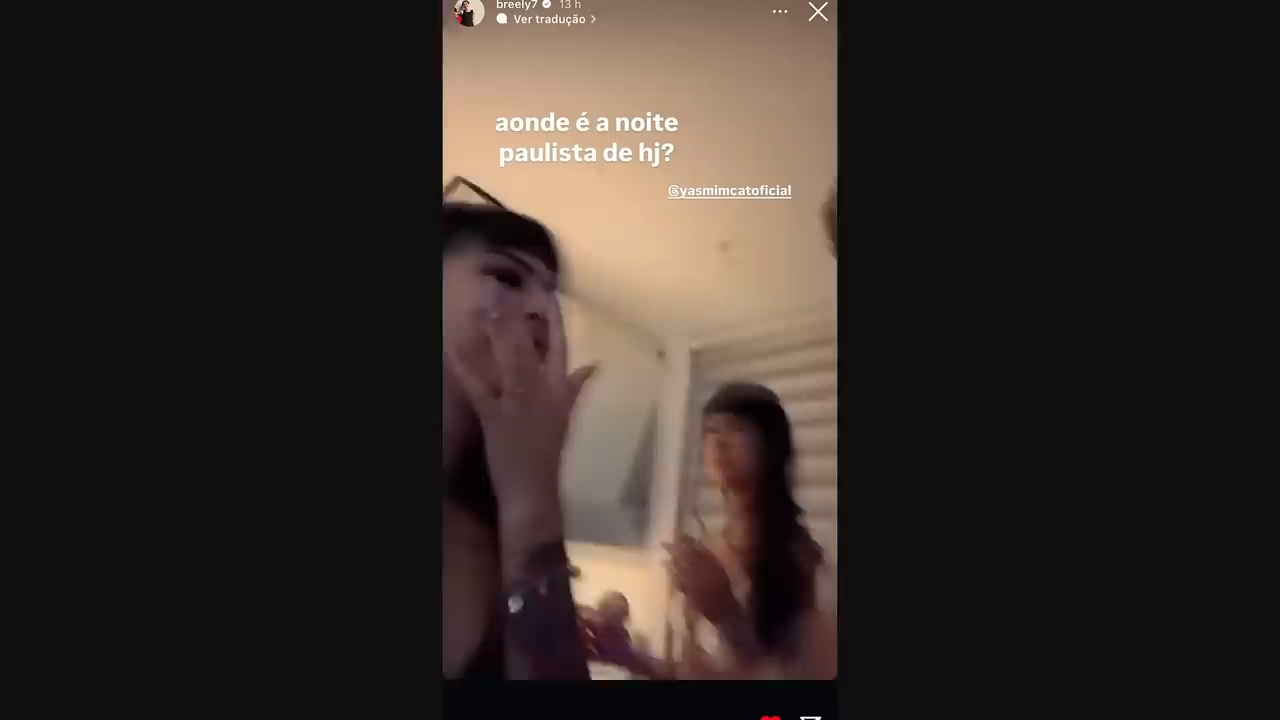 breely7 13 h
Ver tradução
aonde é a noite
paulista de hj?
@yasmimcatoficial